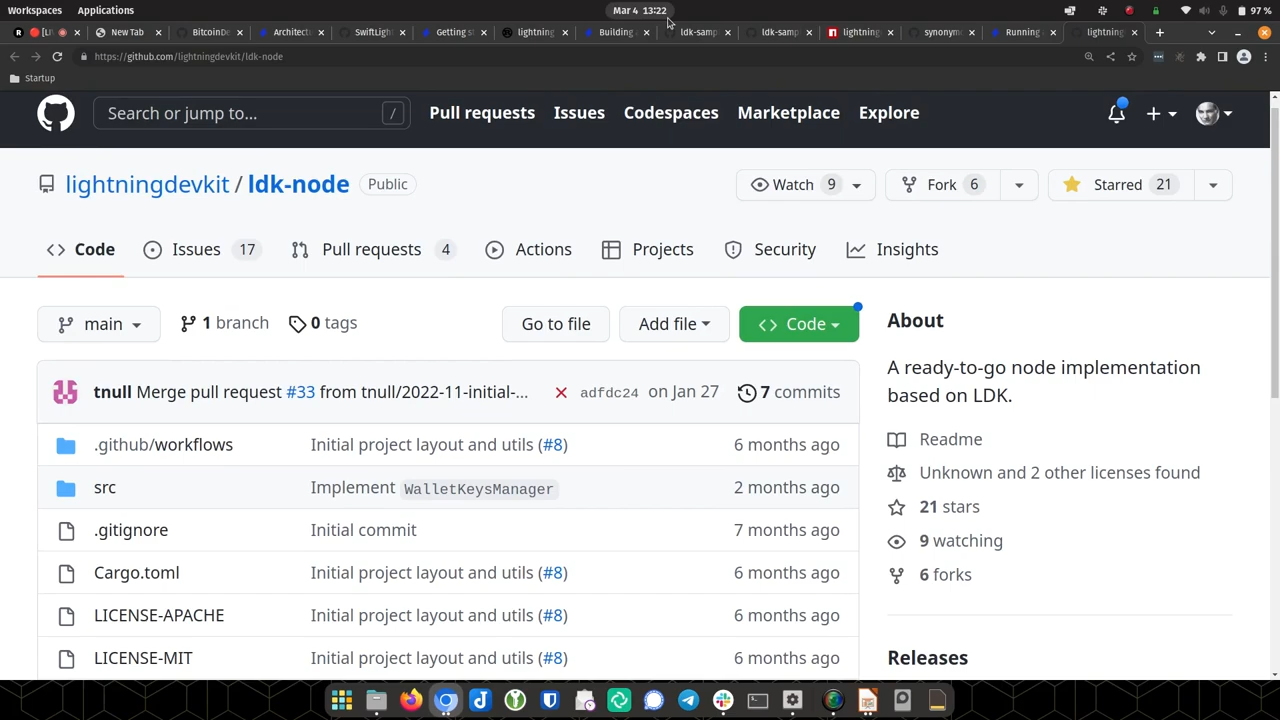 Workspaces Applications Mar 4 13:22 97 %
New Tab BitcoinDe Architectu SwiftLigh Getting s lightning Building ldk-samp ldk-samp lightning synonym Running lightning
https://github.com/lightningdevkit/ldk-node
Startup
Search or jump to... / Pull requests Issues Codespaces Marketplace Explore
lightningdevkit / ldk-node Public Watch 9 Fork 6 Starred 21
Code Issues 17 Pull requests 4 Actions Projects Security Insights
main 1 branch 0 tags Go to file Add file Code
About
A ready-to-go node implementation
based on LDK.
tnull Merge pull request #33 from tnull/2022-11-initial-... adfdc24 on Jan 27 7 commits
.github/workflows Initial project layout and utils (#8) 6 months ago
src Implement WalletKeysManager 2 months ago
.gitignore Initial commit 7 months ago
Cargo.toml Initial project layout and utils (#8) 6 months ago
LICENSE-APACHE Initial project layout and utils (#8) 6 months ago
LICENSE-MIT Initial project layout and utils (#8) 6 months ago
Readme
Unknown and 2 other licenses found
21 stars
9 watching
6 forks
Releases